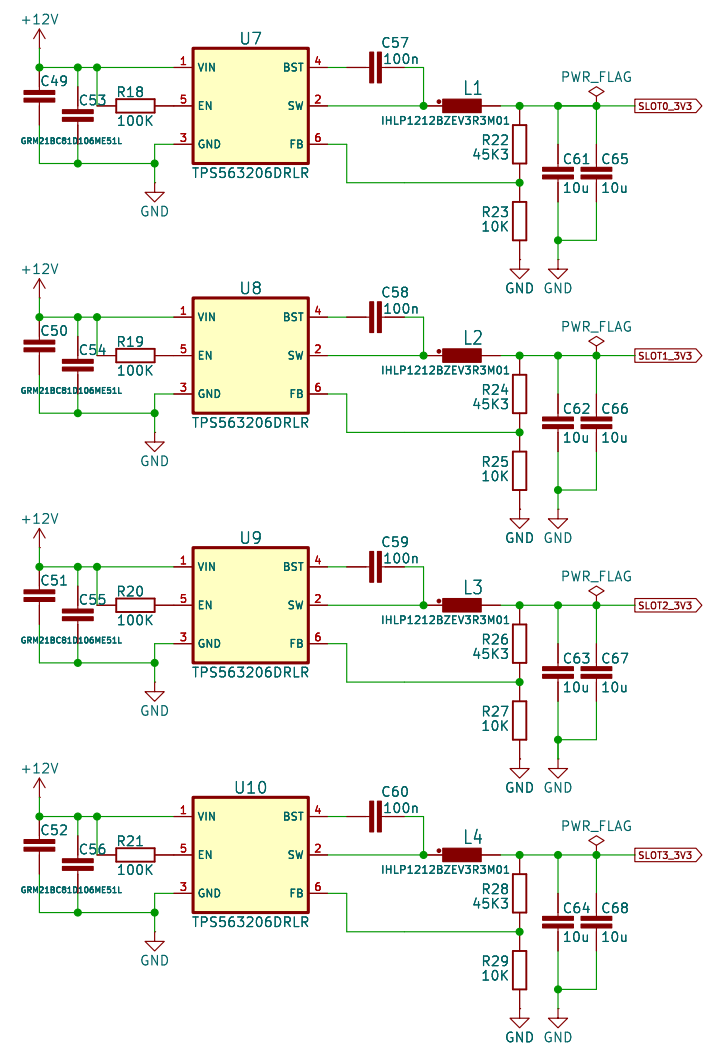 +12V
U7
C57
100n
C49
C53
GRM21BC81D106ME51L
R18
100K
1 VIN BST 4
5 EN SW 2
3 GND FB 6
TPS563206DRLR
GND
L1
IHLP1212BZEV3R3M01
PWR_FLAG
SLOT0_3V3
R22
45K3
R23
10K
C61
10u
C65
10u
GND
GND
+12V
U8
C58
100n
C50
C54
GRM21BC81D106ME51L
R19
100K
1 VIN BST 4
5 EN SW 2
3 GND FB 6
TPS563206DRLR
GND
L2
IHLP1212BZEV3R3M01
PWR_FLAG
SLOT1_3V3
R24
45K3
R25
10K
C62
10u
C66
10u
GND
GND
+12V
U9
C59
100n
C51
C55
GRM21BC81D106ME51L
R20
100K
1 VIN BST 4
5 EN SW 2
3 GND FB 6
TPS563206DRLR
GND
L3
IHLP1212BZEV3R3M01
PWR_FLAG
SLOT2_3V3
R26
45K3
R27
10K
C63
10u
C67
10u
GND
GND
+12V
U10
C60
100n
C52
C56
GRM21BC81D106ME51L
R21
100K
1 VIN BST 4
5 EN SW 2
3 GND FB 6
TPS563206DRLR
GND
L4
IHLP1212BZEV3R3M01
PWR_FLAG
SLOT3_3V3
R28
45K3
R29
10K
C64
10u
C68
10u
GND
GND